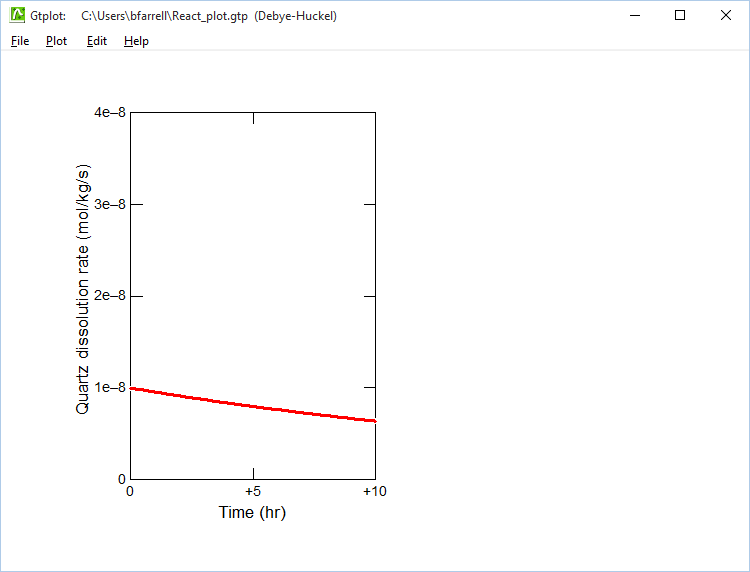 Gtplot: C:\Users\bfarrell\React_plot.gtp (Debye-Huckel)
File Plot Edit Help
4e–8
3e–8
2e–8
1e–8
0
Quartz dissolution rate (mol/kg/s)
0 +5 +10
Time (hr)